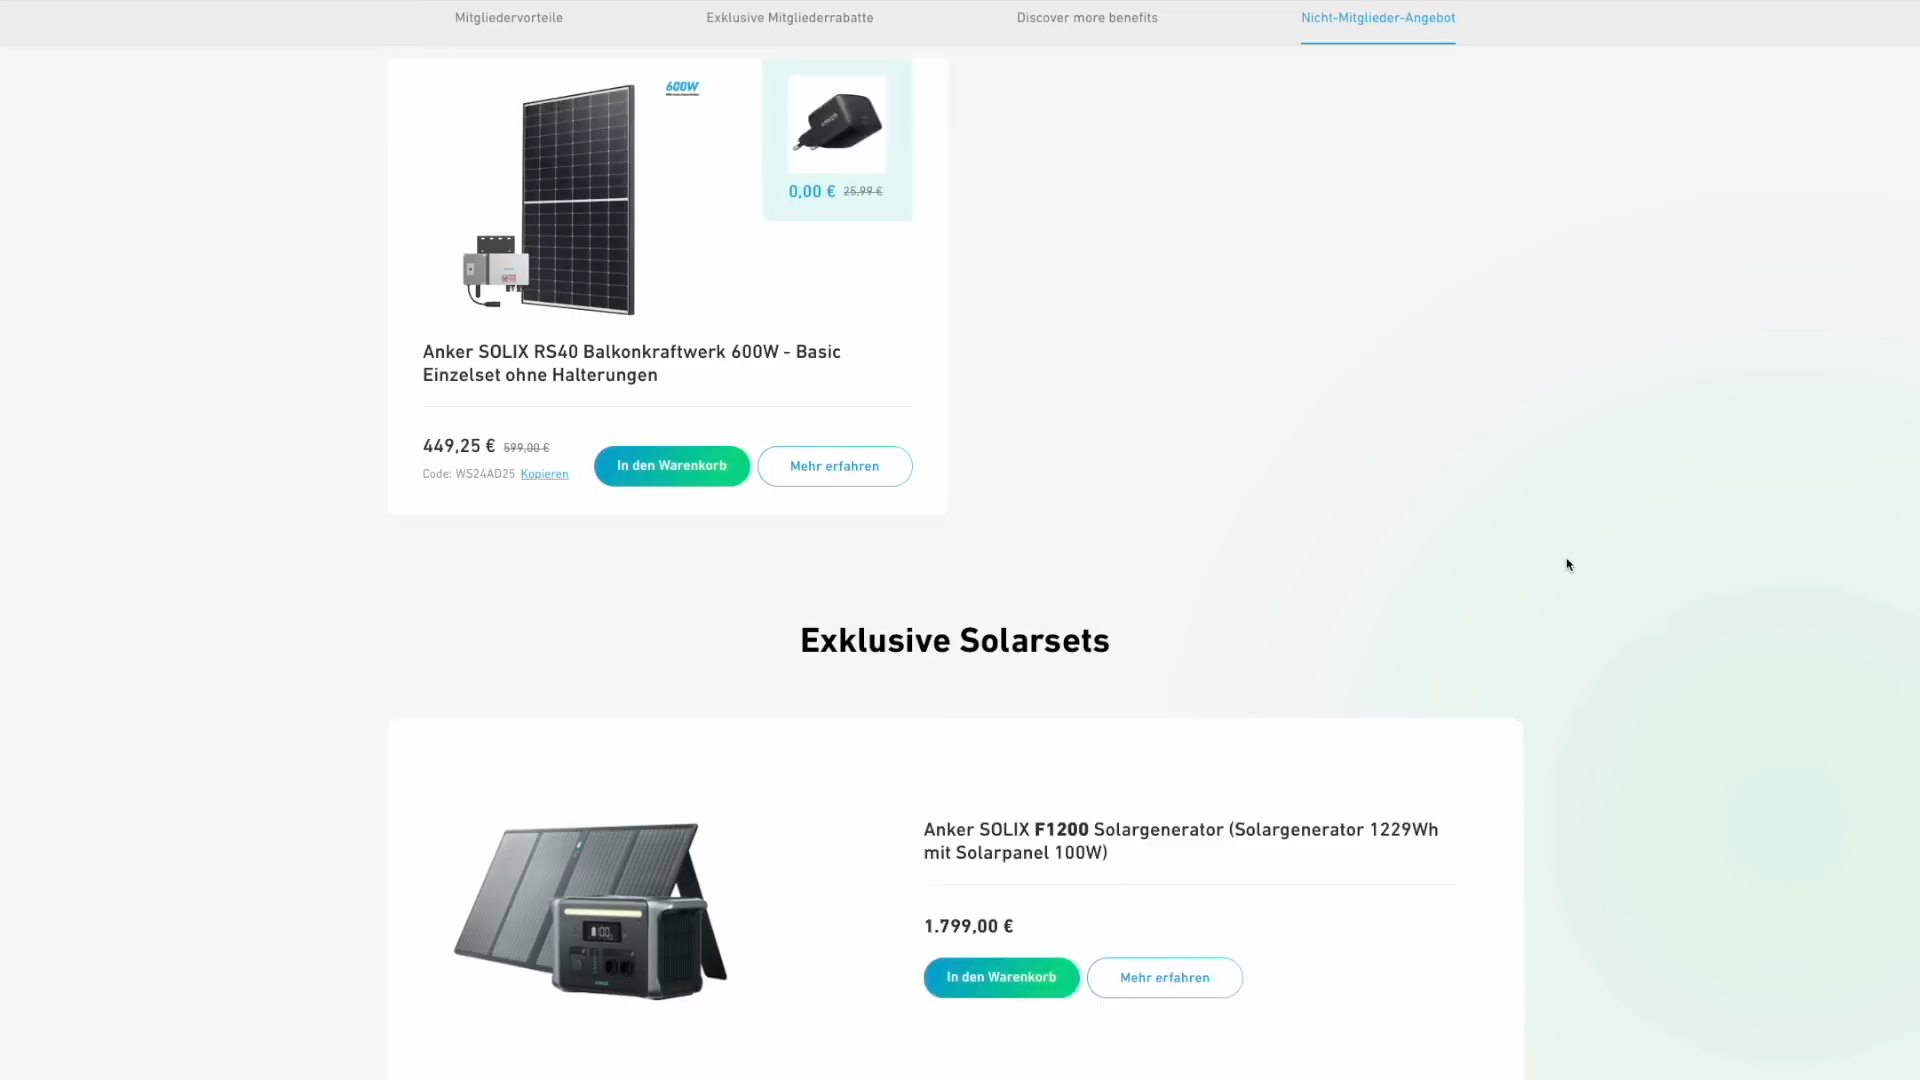 Mitgliedervorteile
Exklusive Mitgliederrabatte
Discover more benefits
Nicht-Mitglieder-Angebot
600W
ANKER
0,00 € 25.99 €
Anker SOLIX RS40 Balkonkraftwerk 600W - Basic
Einzelset ohne Halterungen
449,25 € 599,00 €
Code: WS24AD25 Kopieren
In den Warenkorb
Mehr erfahren
Exklusive Solarsets
Anker SOLIX F1200 Solargenerator (Solargenerator 1229Wh
mit Solarpanel 100W)
1.799,00 €
In den Warenkorb
Mehr erfahren